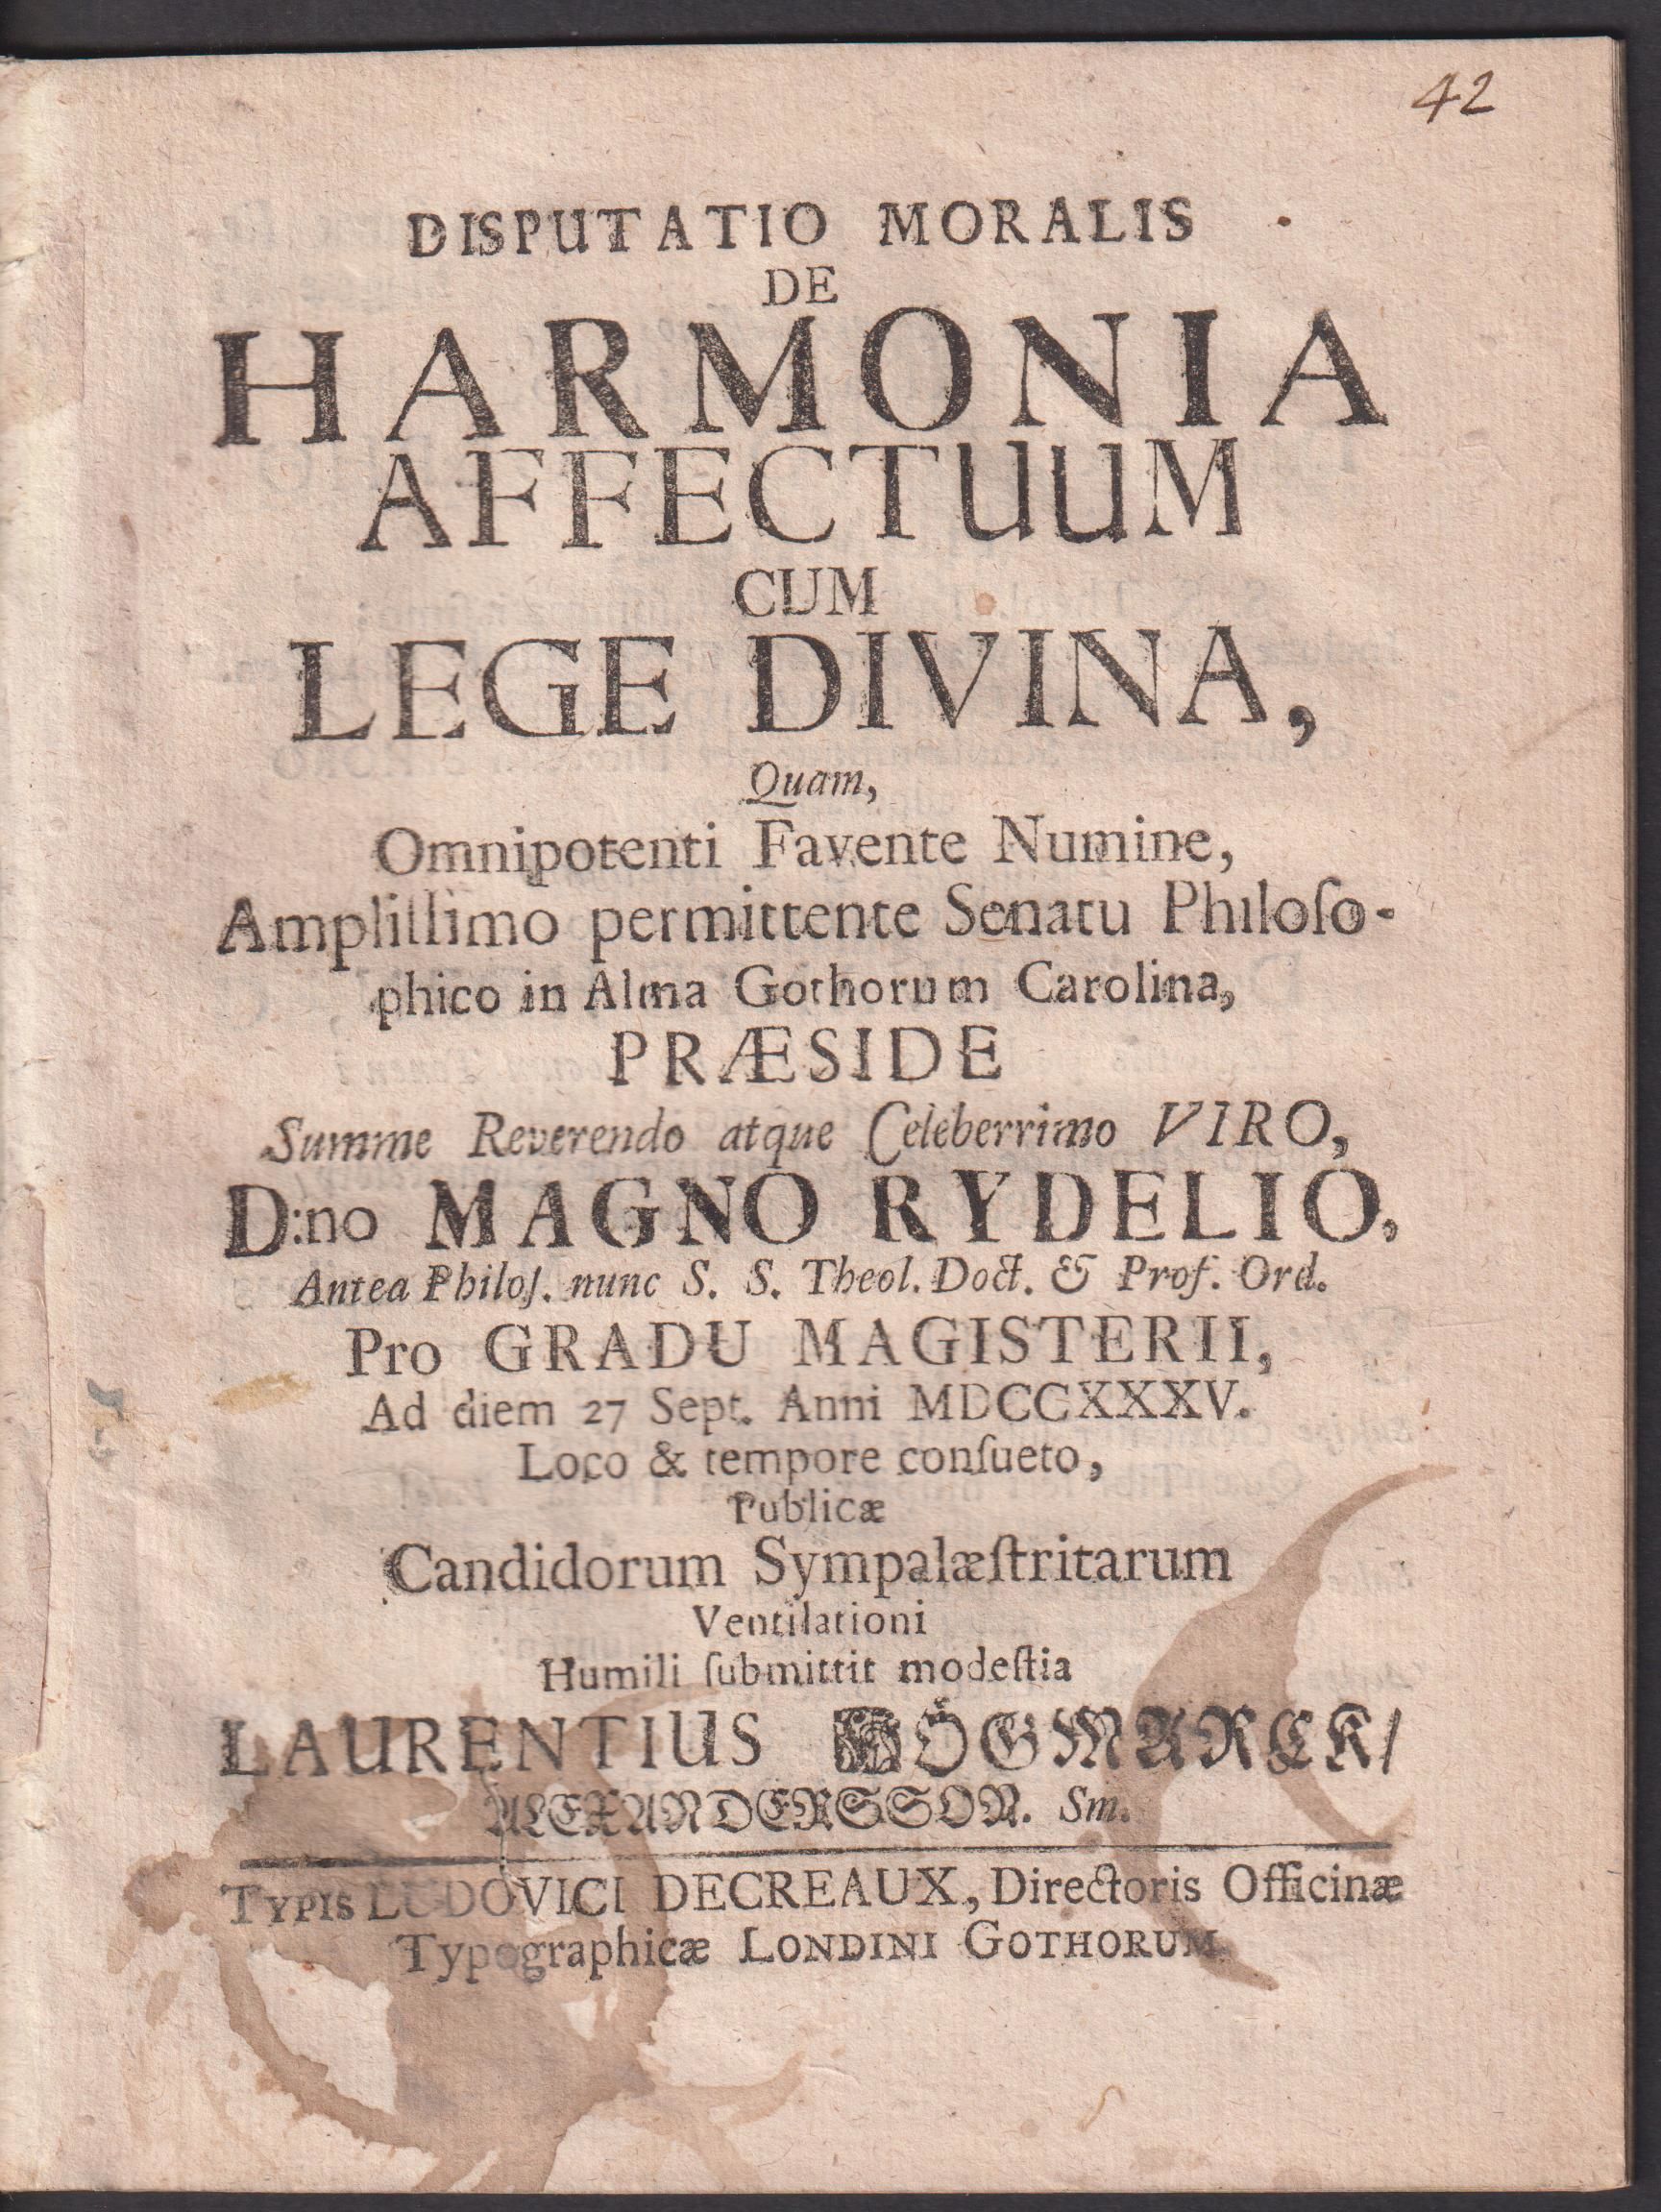 42
DISPUTATIO MORALIS
DE
HARMONIA
AFFECTUUM
CUM
LEGE DIVINA,
Quam,
Omnipotenti Favente Numine,
Ampliſſimo permittente Senatu Philoſo-
phico in Alma Gothorum Carolina,
PRÆSIDE
Summe Reverendo atque Celeberrimo VIRO,
D:no MAGNO RYDELIO,
Antea Philoſ. nunc S. S. Theol. Doct. & Prof. Ord.
Pro GRADU MAGISTERII,
Ad diem 27 Sept. Anni MDCCXXXV.
Loco & tempore conſueto,
Publicæ
Candidorum Sympalæſtritarum
Ventilationi
Humili ſubmittit modeſtia
LAURENTIUS HÖGMARCK/
ALEXANDERSSON. Sm.
TYPIS LUDOVICI DECREAUX, Directoris Officinæ
Typographicæ LONDINI GOTHORUM.